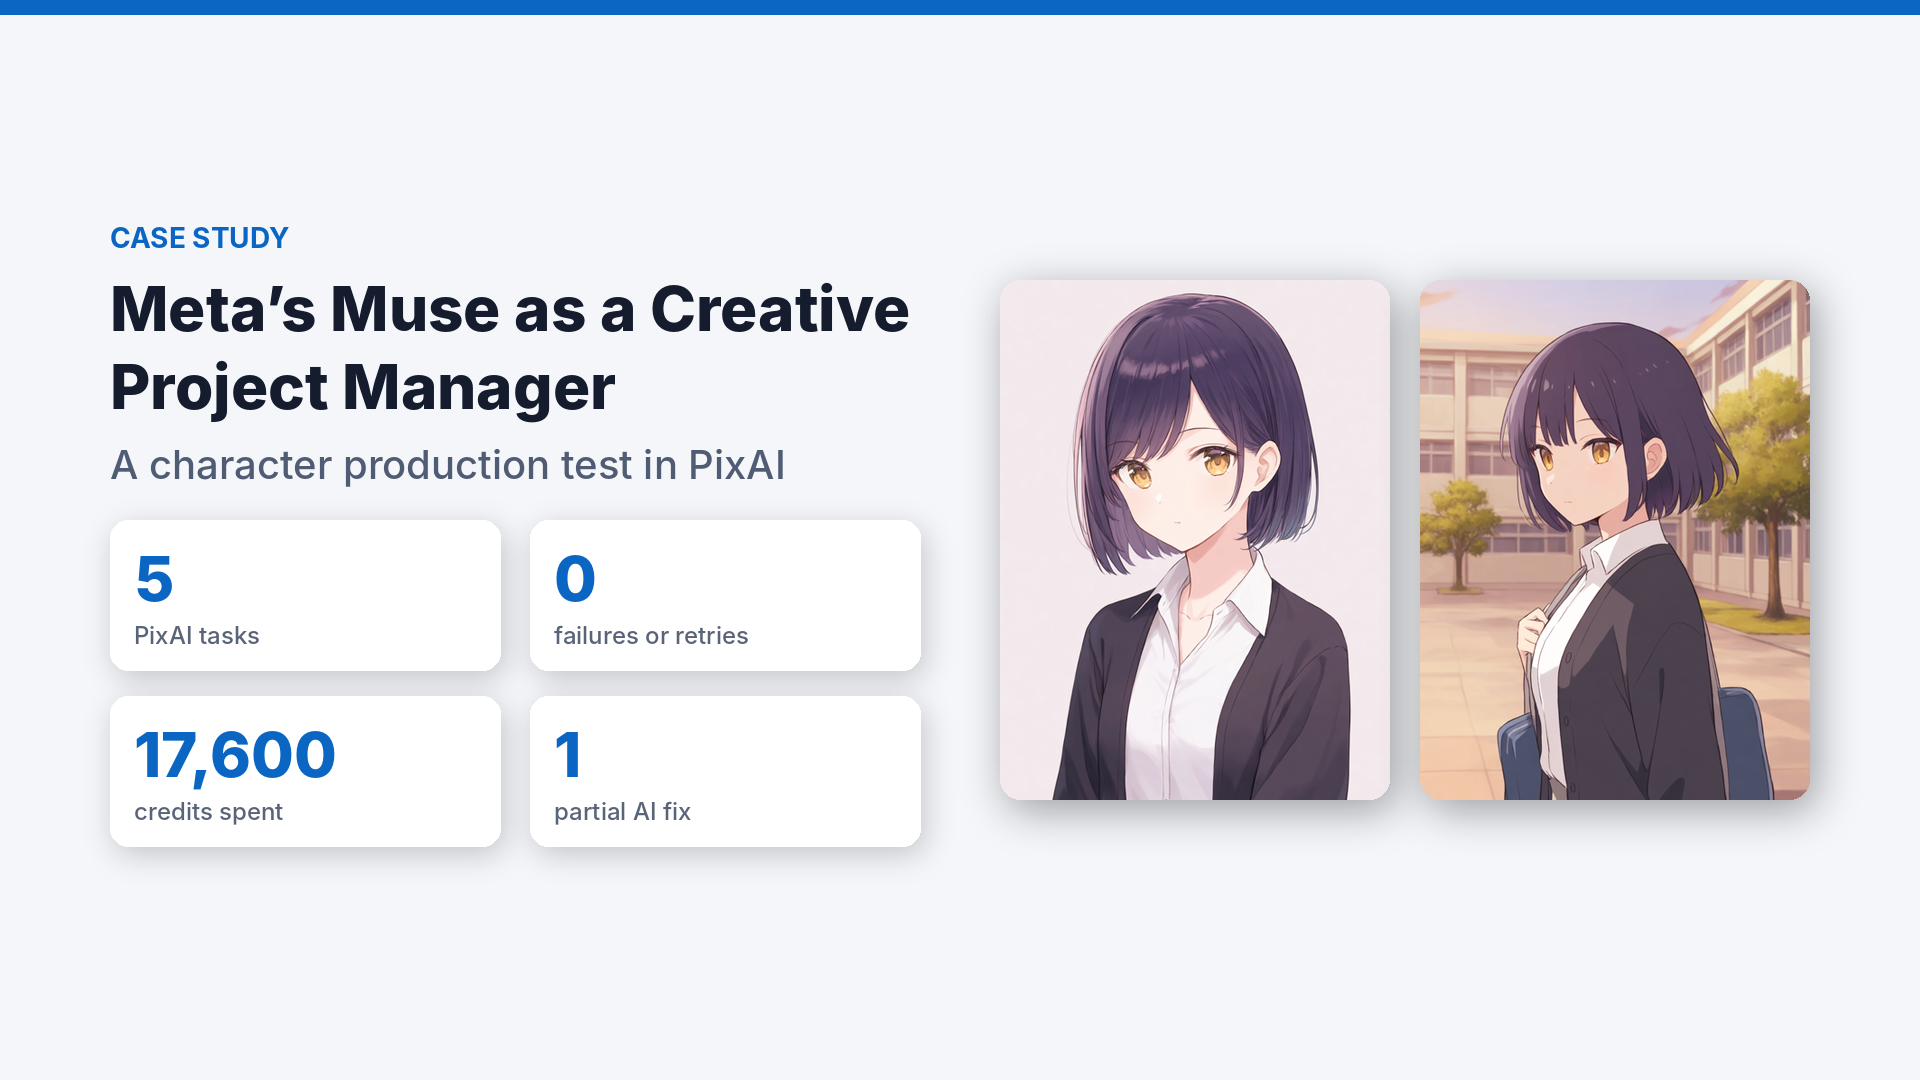 CASE STUDY
Meta’s Muse as a Creative
Project Manager
A character production test in PixAI
5
PixAI tasks
0
failures or retries
17,600
credits spent
1
partial AI fix